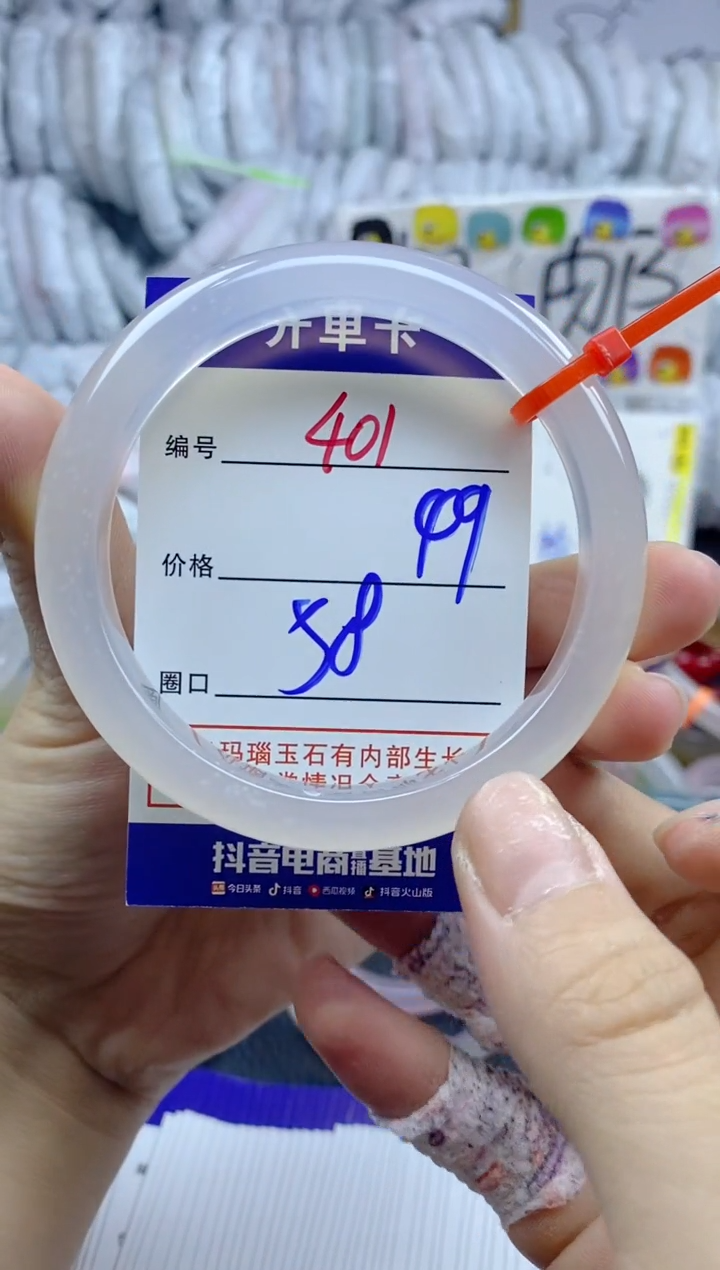 邮
开单卡
编号 401
价格 99
圈口 58
玛瑙玉石有内部生长
抖音电商直播基地
今日头条 抖音 西瓜视频 抖音火山版